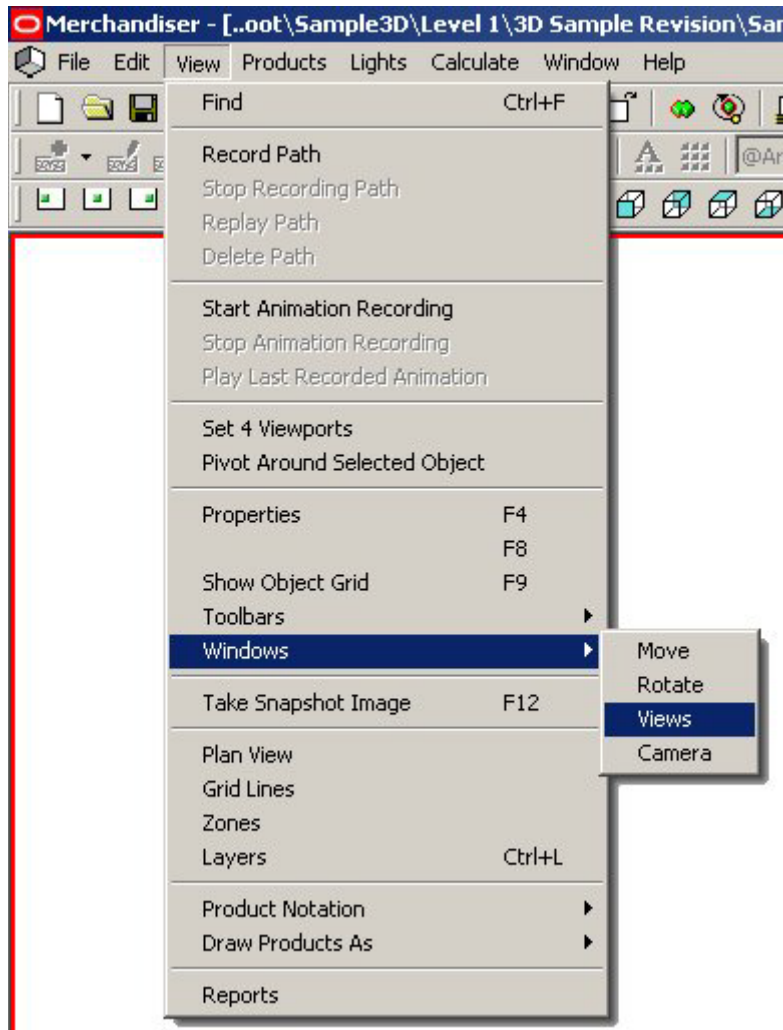 Merchandiser - [..oot\Sample3D\Level 1\3D Sample Revision\Sa
File Edit View Products Lights Calculate Window Help
Find Ctrl+F
Record Path
Stop Recording Path
Replay Path
Delete Path
Start Animation Recording
Stop Animation Recording
Play Last Recorded Animation
Set 4 Viewports
Pivot Around Selected Object
Properties F4
F8
Show Object Grid F9
Toolbars
Windows
Move
Rotate
Views
Camera
Take Snapshot Image F12
Plan View
Grid Lines
Zones
Layers Ctrl+L
Product Notation
Draw Products As
Reports
A
@Ar